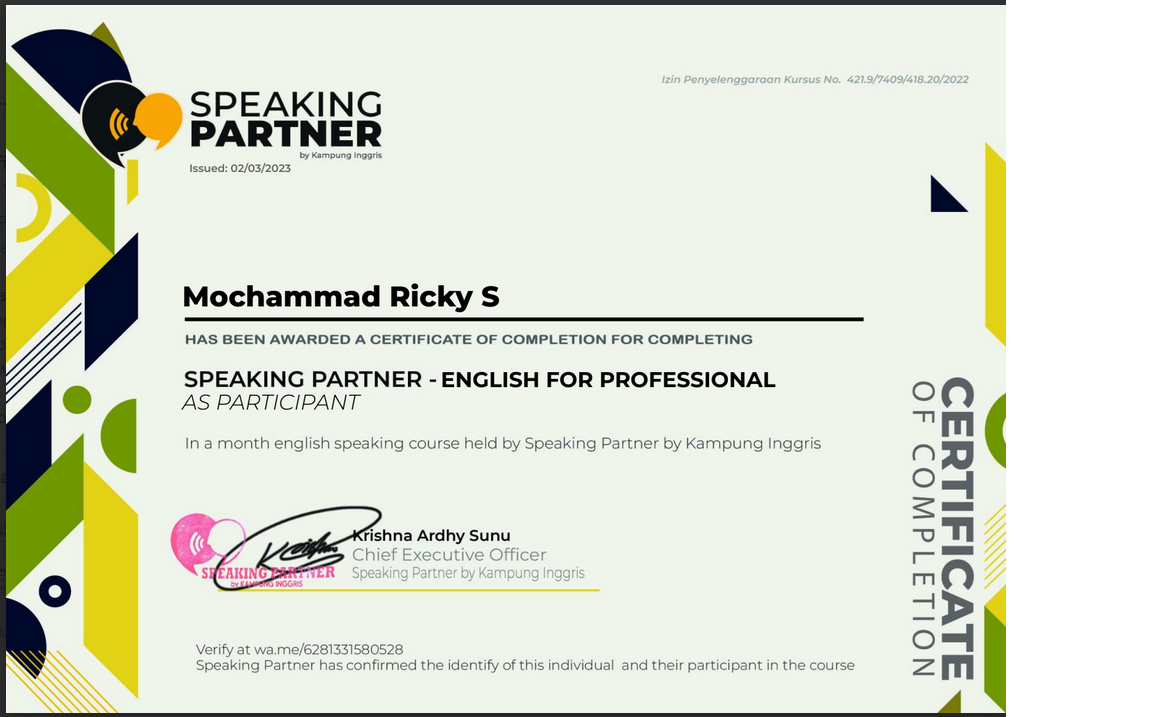 Izin Penyelenggaraan Kursus No. 421.9/7409/418.20/2022
SPEAKING
PARTNER
by Kampung Inggris
Issued: 02/03/2023
Mochammad Ricky S
HAS BEEN AWARDED A CERTIFICATE OF COMPLETION FOR COMPLETING
SPEAKING PARTNER - ENGLISH FOR PROFESSIONAL
AS PARTICIPANT
In a month english speaking course held by Speaking Partner by Kampung Inggris
CERTIFICATE
OF COMPLETION
Krishna Ardhy Sunu
Chief Executive Officer
Speaking Partner by Kampung Inggris
SPEAKING PARTNER
by KAMPUNG INGGRIS
Verify at wa.me/6281331580528
Speaking Partner has confirmed the identify of this individual and their participant in the course